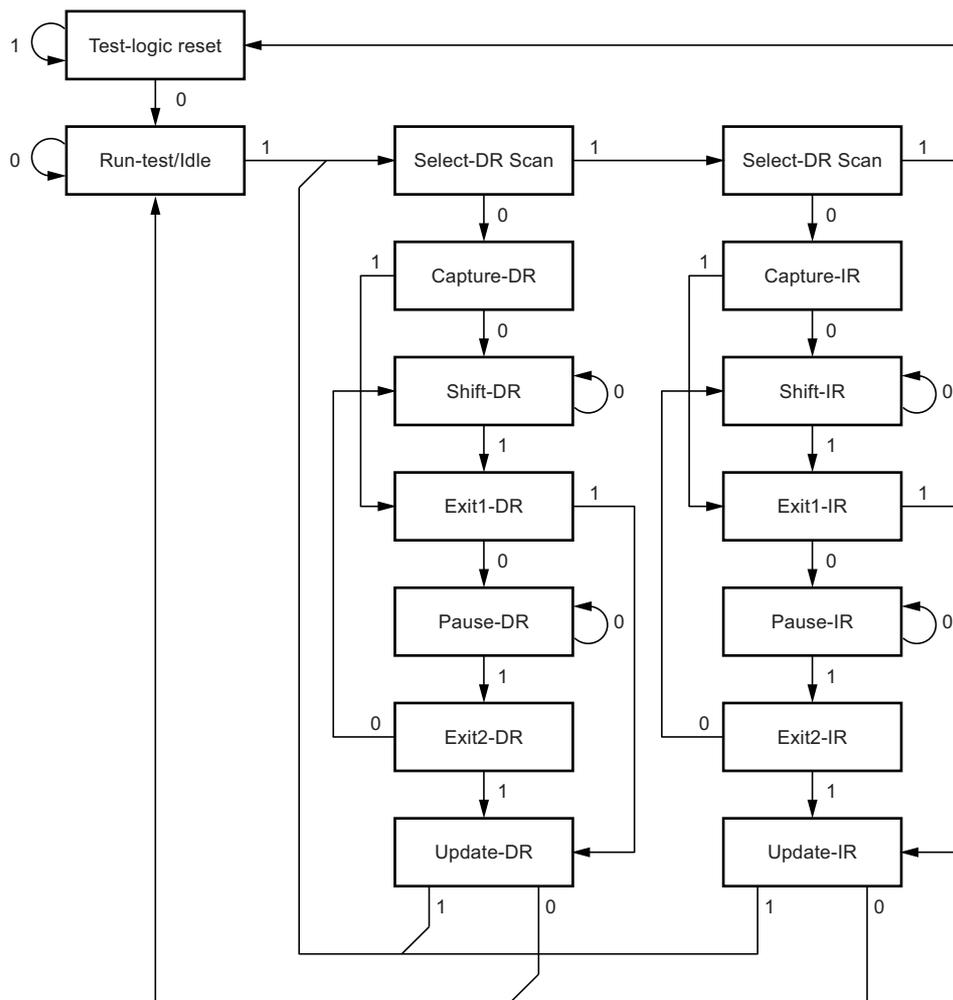 Test-logic reset
1
0
Run-test/Idle
0
1
Select-DR Scan
1
Select-DR Scan
1
0
0
Capture-DR
1
Capture-IR
1
0
0
Shift-DR
0
Shift-IR
0
1
1
Exit1-DR
1
Exit1-IR
1
0
0
Pause-DR
0
Pause-IR
0
1
1
Exit2-DR
0
Exit2-IR
0
1
1
Update-DR
Update-IR
1
0
1
0